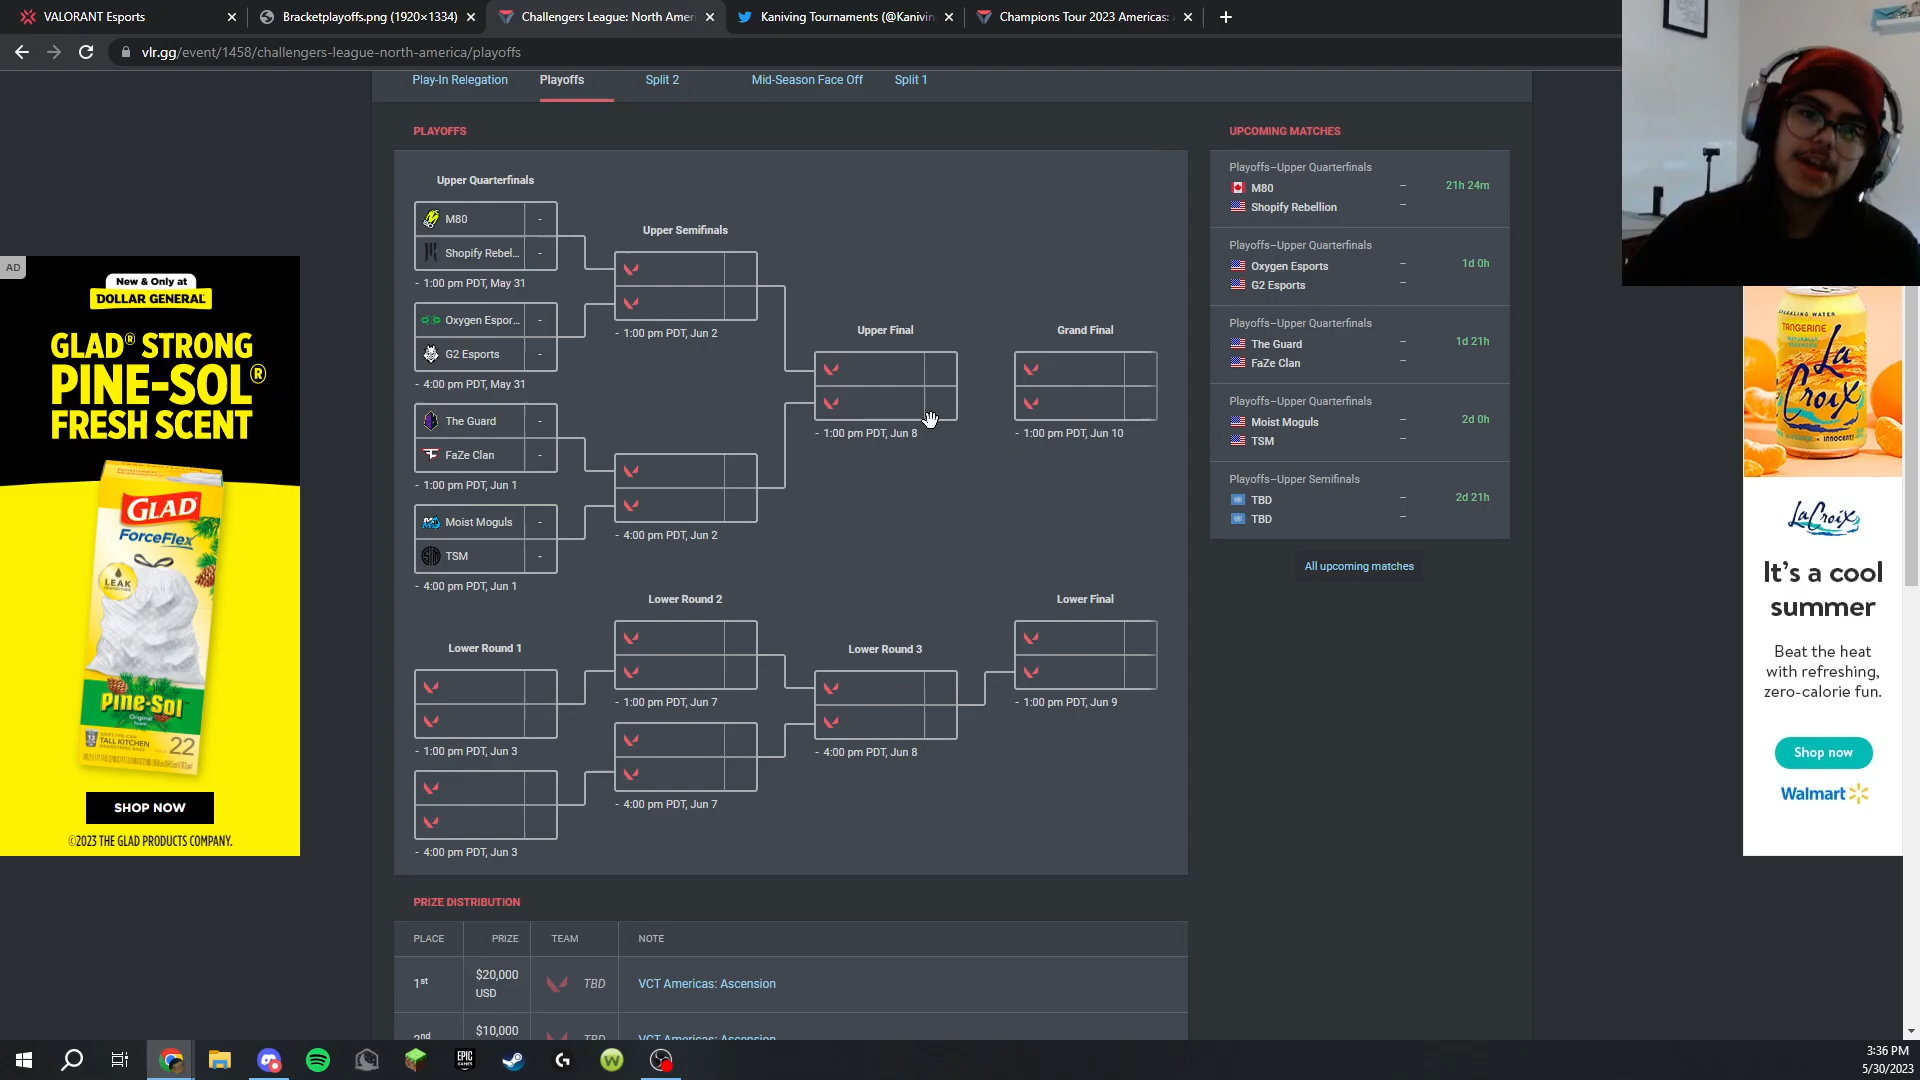 VALORANT Esports
Bracketplayoffs.png (1920×1334)
Challengers League: North Amer
Kaniving Tournaments (@Kanivin
Champions Tour 2023 Americas:
vlr.gg/event/1458/challengers-league-north-america/playoffs
Play-In Relegation
Playoffs
Split 2
Mid-Season Face Off
Split 1
PLAYOFFS
Upper Quarterfinals
M80 -
Shopify Rebel... -
- 1:00 pm PDT, May 31
Oxygen Espor... -
G2 Esports -
- 4:00 pm PDT, May 31
The Guard -
FaZe Clan -
- 1:00 pm PDT, Jun 1
Moist Moguls -
TSM -
- 4:00 pm PDT, Jun 1
Upper Semifinals
- 1:00 pm PDT, Jun 2
- 4:00 pm PDT, Jun 2
Upper Final
- 1:00 pm PDT, Jun 8
Grand Final
- 1:00 pm PDT, Jun 10
Lower Round 1
- 1:00 pm PDT, Jun 3
- 4:00 pm PDT, Jun 3
Lower Round 2
- 1:00 pm PDT, Jun 7
- 4:00 pm PDT, Jun 7
Lower Round 3
- 4:00 pm PDT, Jun 8
Lower Final
- 1:00 pm PDT, Jun 9
PRIZE DISTRIBUTION
PLACE PRIZE TEAM NOTE
1st $20,000 USD TBD VCT Americas: Ascension
2nd $10,000 TBD VCT Americas: Ascension
UPCOMING MATCHES
Playoffs–Upper Quarterfinals
M80 – 21h 24m
Shopify Rebellion –
Playoffs–Upper Quarterfinals
Oxygen Esports – 1d 0h
G2 Esports –
Playoffs–Upper Quarterfinals
The Guard – 1d 21h
FaZe Clan –
Playoffs–Upper Quarterfinals
Moist Moguls – 2d 0h
TSM –
Playoffs–Upper Semifinals
TBD – 2d 21h
TBD –
All upcoming matches
AD
New & Only at
DOLLAR GENERAL
GLAD® STRONG
PINE-SOL®
FRESH SCENT
GLAD
ForceFlex
LEAK
Pine-Sol
Original
TALL KITCHEN
22
SHOP NOW
©2023 THE GLAD PRODUCTS COMPANY.
SPARKLING WATER
TANGERINE
La
Croix
INNOCENT
LaCroix
It's a cool
summer
Beat the heat
with refreshing,
zero-calorie fun.
Shop now
Walmart
EPIC
GAMES
3:36 PM
5/30/2023